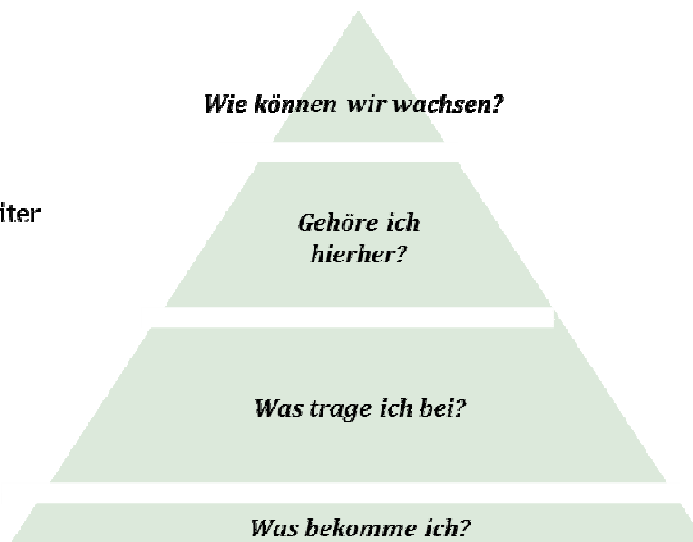 Wie können wir wachsen?
iter
Gehöre ich
hierher?
Was trage ich bei?
Was bekomme ich?